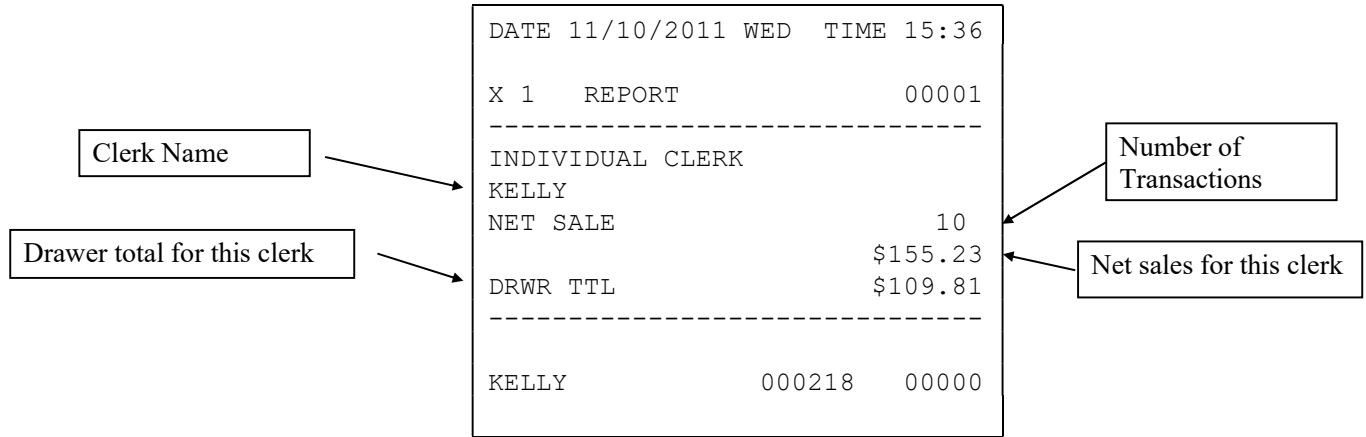 DATE 11/10/2011 WED TIME 15:36
X 1 REPORT 00001
--------------------------------
Clerk Name
Number of
Transactions
INDIVIDUAL CLERK
KELLY
NET SALE 10
$155.23
Drawer total for this clerk
Net sales for this clerk
DRWR TTL $109.81
--------------------------------
KELLY 000218 00000